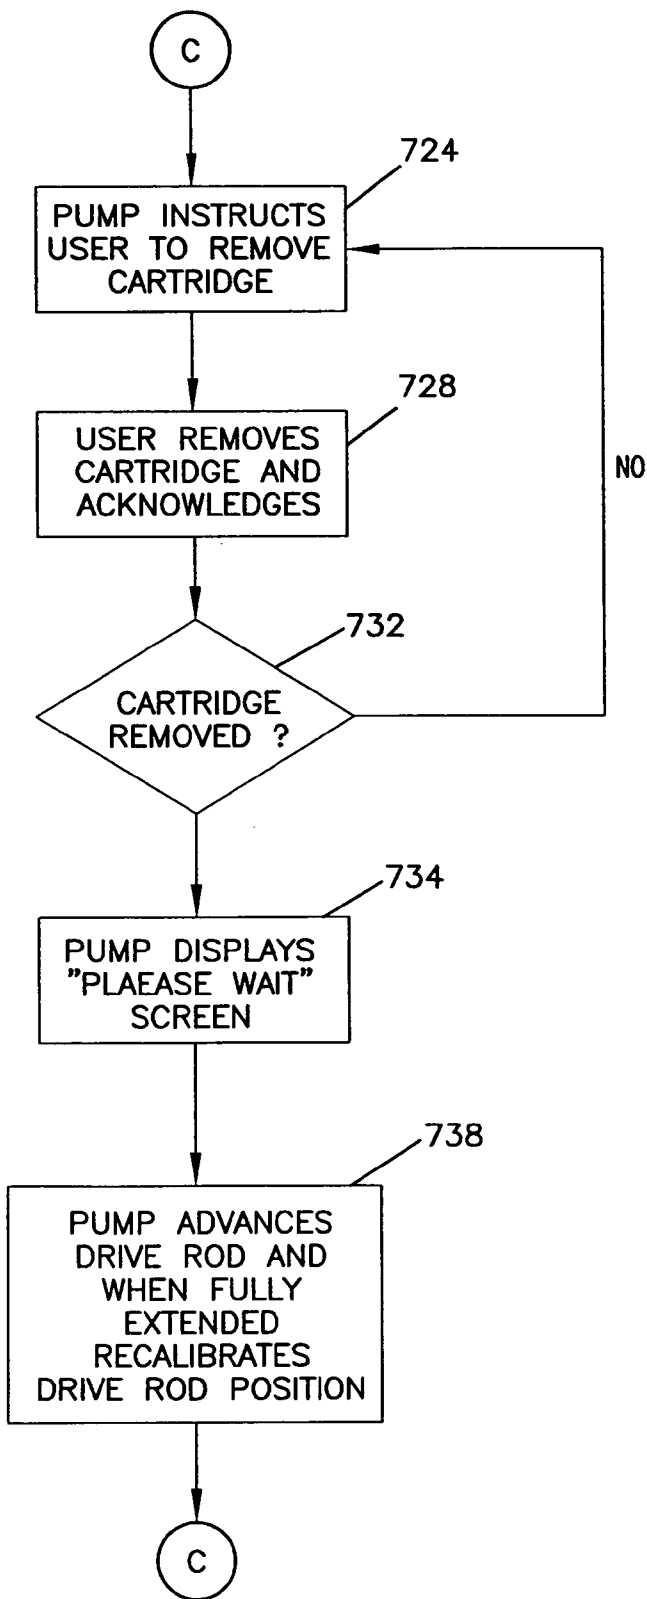 C
724
PUMP INSTRUCTS
USER TO REMOVE
CARTRIDGE
728
USER REMOVES
CARTRIDGE AND
ACKNOWLEDGES
NO
732
CARTRIDGE
REMOVED ?
734
PUMP DISPLAYS
"PLAEASE WAIT"
SCREEN
738
PUMP ADVANCES
DRIVE ROD AND
WHEN FULLY
EXTENDED
RECALIBRATES
DRIVE ROD POSITION
C